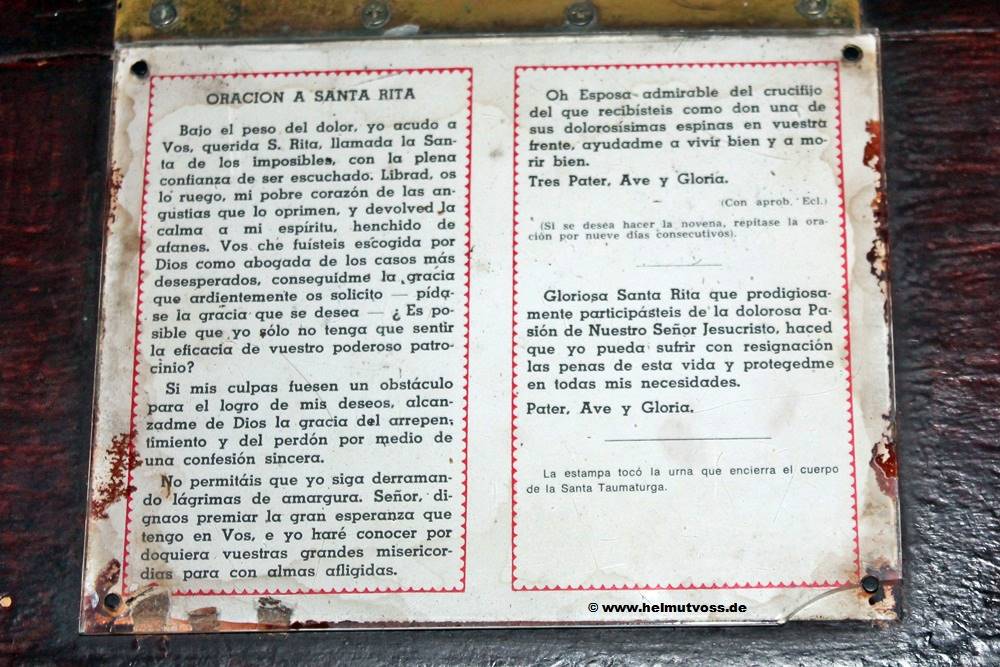 ORACION A SANTA RITA
Bajo el peso del dolor, yo acudo a
Vos, querida S. Rita, llamada la San-
ta de los imposibles, con la plena
confianza de ser escuchado. Librad, os
lo ruego, mi pobre corazón de las an-
gustias que lo oprimen, y devolved la
calma a mi espíritu, henchido de
afanes. Vos che fuísteis escogida por
Dios como abogada de los casos más
desesperados, conseguídme la gracia
que ardientemente os solicito — pída-
se la gracia que se desea — ¿ Es po-
sible que yo sólo no tenga que sentir
la eficacia de vuestro poderoso patro-
cinio?
Si mis culpas fuesen un obstáculo
para el logro de mis deseos, alcan-
zadme de Dios la gracia del arrepen-
timiento y del perdón por medio de
una confesión sincera.
No permitáis que yo siga derraman-
do lágrimas de amargura. Señor, di-
gnaos premiar la gran esperanza que
tengo en Vos, e yo haré conocer por
doquiera vuestras grandes misericor-
dias para con almas afligidas.
Oh Esposa admirable del crucifijo
del que recibísteis como don una de
sus dolorosísimas espinas en vuestra
frente, ayudadme a vivir bien y a mo-
rir bien.
Tres Pater, Ave y Gloria.
(Con aprob. Ecl.)
(Si se desea hacer la novena, repítase la ora-
ción por nueve días consecutivos).
Gloriosa Santa Rita que prodigiosa-
mente participásteis de la dolorosa Pa-
sión de Nuestro Señor Jesucristo, haced
que yo pueda sufrir con resignación
las penas de esta vida y protegedme
en todas mis necesidades.
Pater, Ave y Gloria.
La estampa tocó la urna que encierra el cuerpo
de la Santa Taumaturga.
© www.helmutvoss.de